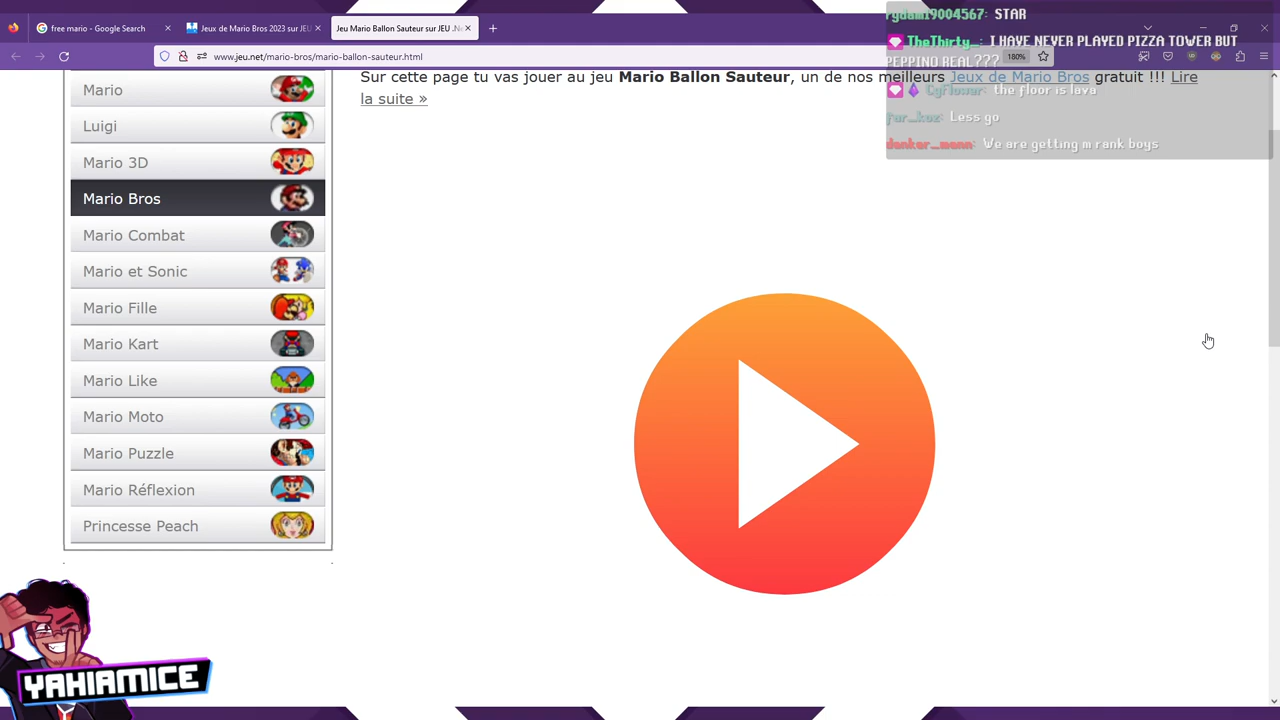 free mario - Google Search
Jeux de Mario Bros 2023 sur JEU
Jeu Mario Ballon Sauteur sur JEU .Ne
www.jeu.net/mario-bros/mario-ballon-sauteur.html
180%
STAR
TheThirty_: I HAVE NEVER PLAYED PIZZA TOWER BUT
PEPPINO REAL???
CyFlower: the floor is lava
far_koz: Less go
donker_mann: We are getting m rank boys
Sur cette page tu vas jouer au jeu Mario Ballon Sauteur, un de nos meilleurs Jeux de Mario Bros gratuit !!! Lire
la suite »
Mario
Luigi
Mario 3D
Mario Bros
Mario Combat
Mario et Sonic
Mario Fille
Mario Kart
Mario Like
Mario Moto
Mario Puzzle
Mario Réflexion
Princesse Peach
YAHIAMICE